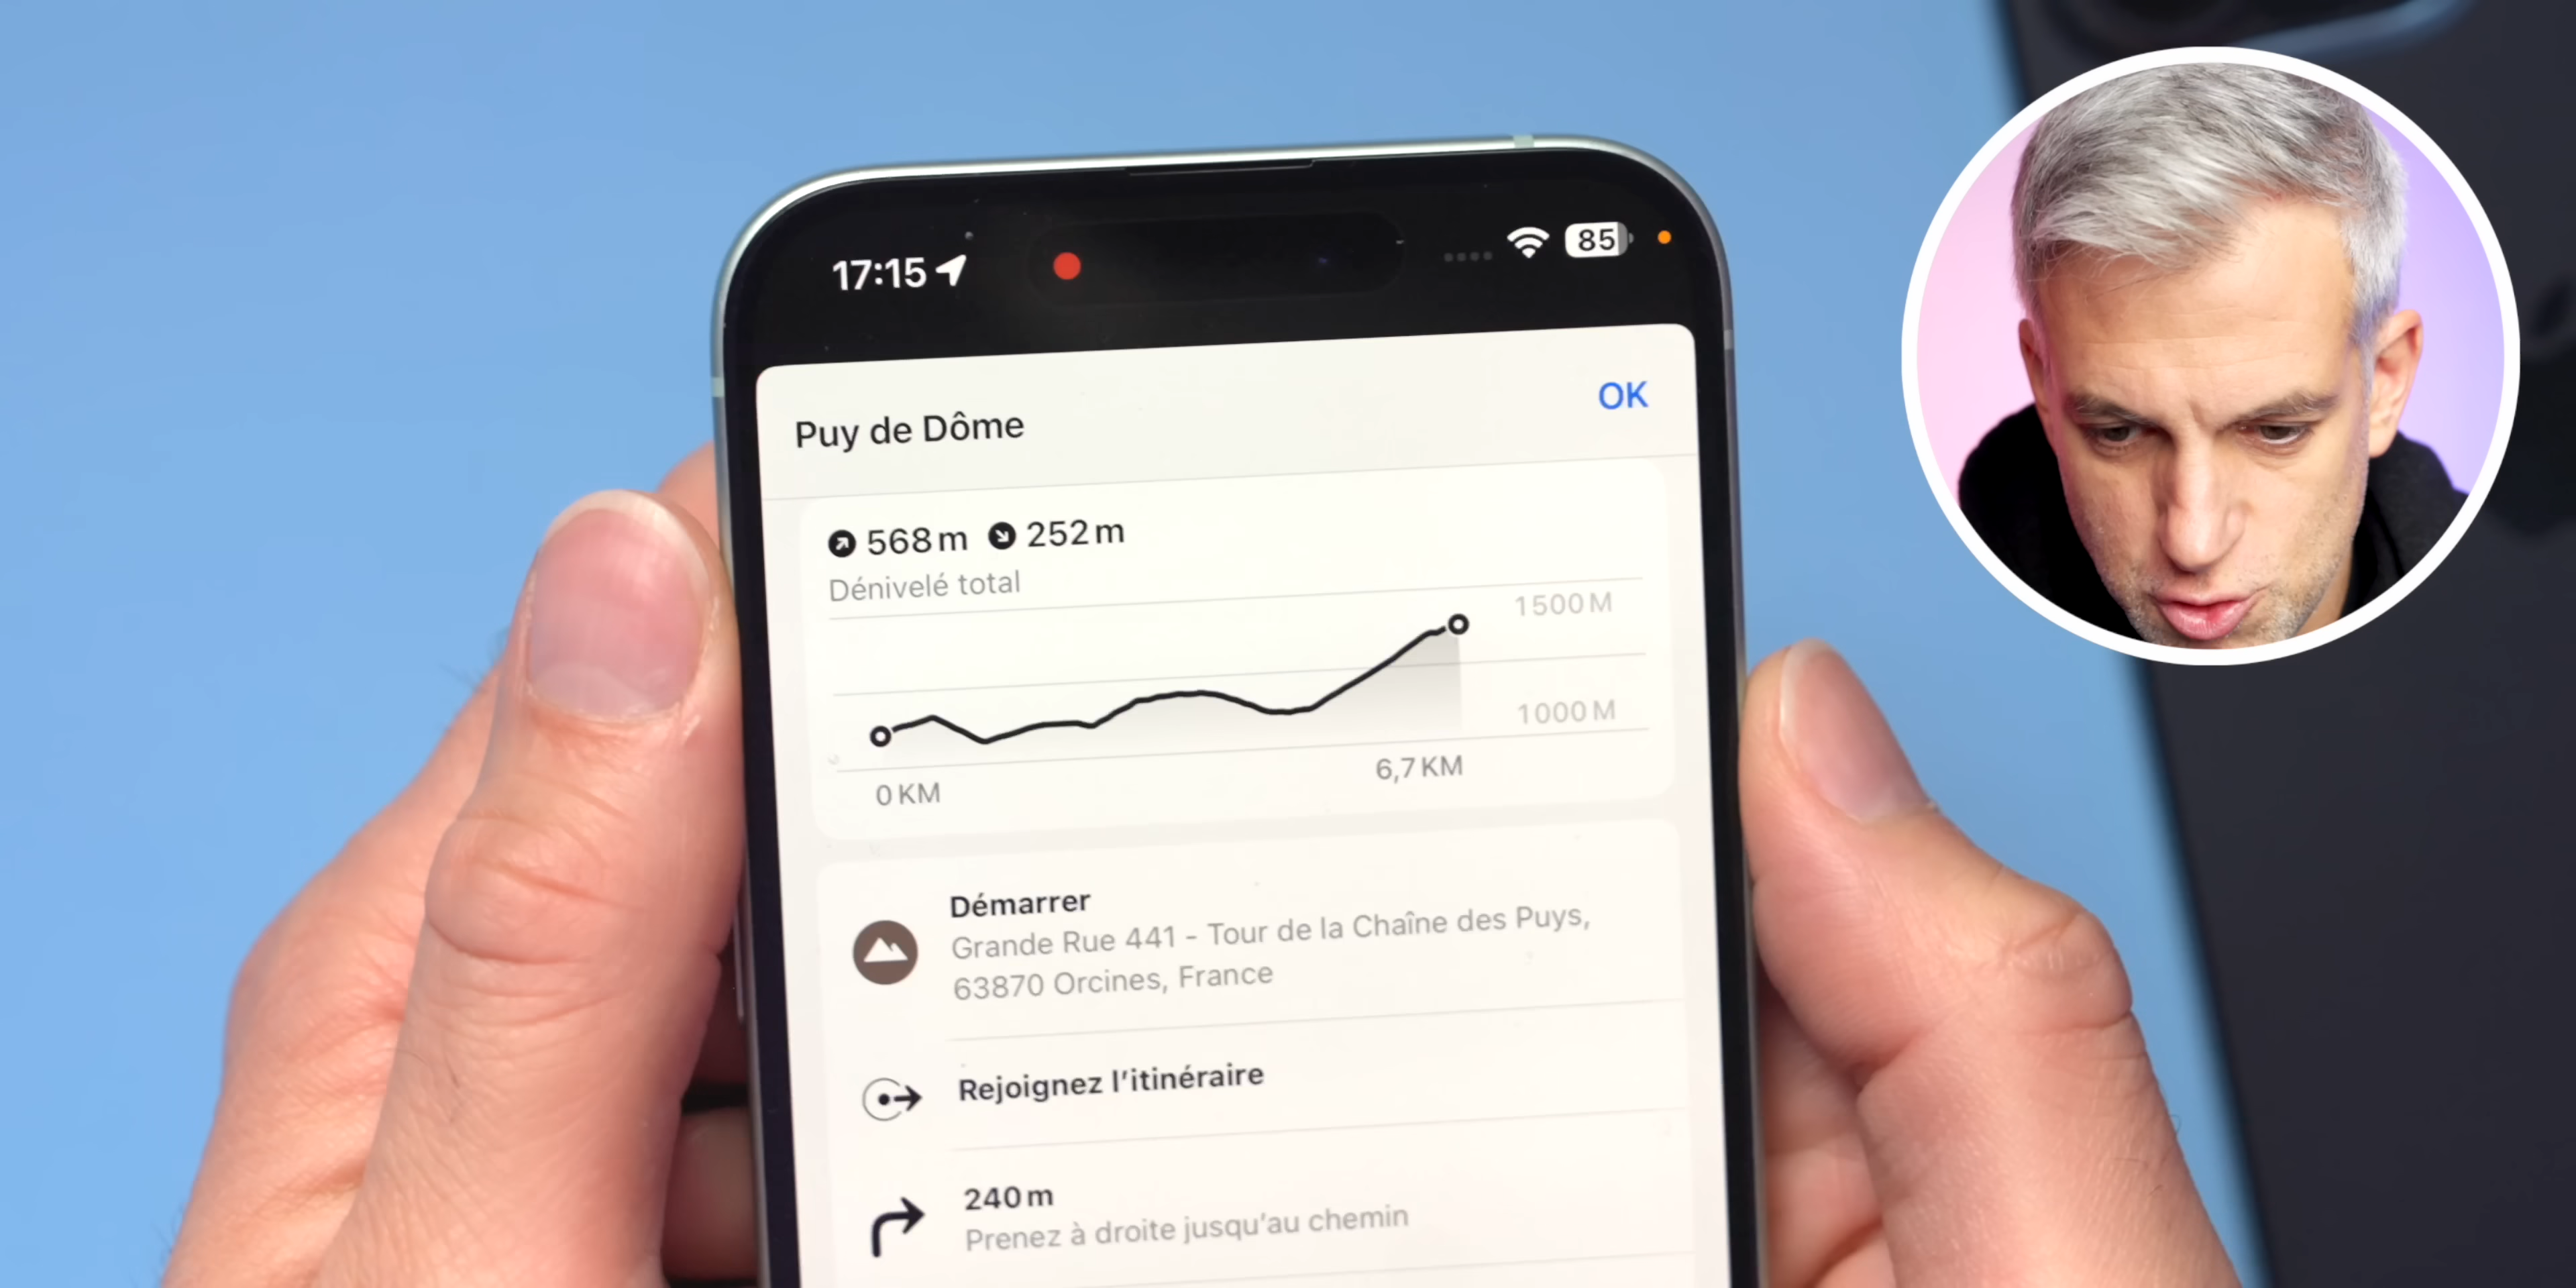 17:15
85
Puy de Dôme
OK
568 m 252 m
Dénivelé total
1500 M
1000 M
0 KM
6,7 KM
Démarrer
Grande Rue 441 - Tour de la Chaîne des Puys,
63870 Orcines, France
Rejoignez l’itinéraire
240 m
Prenez à droite jusqu’au chemin